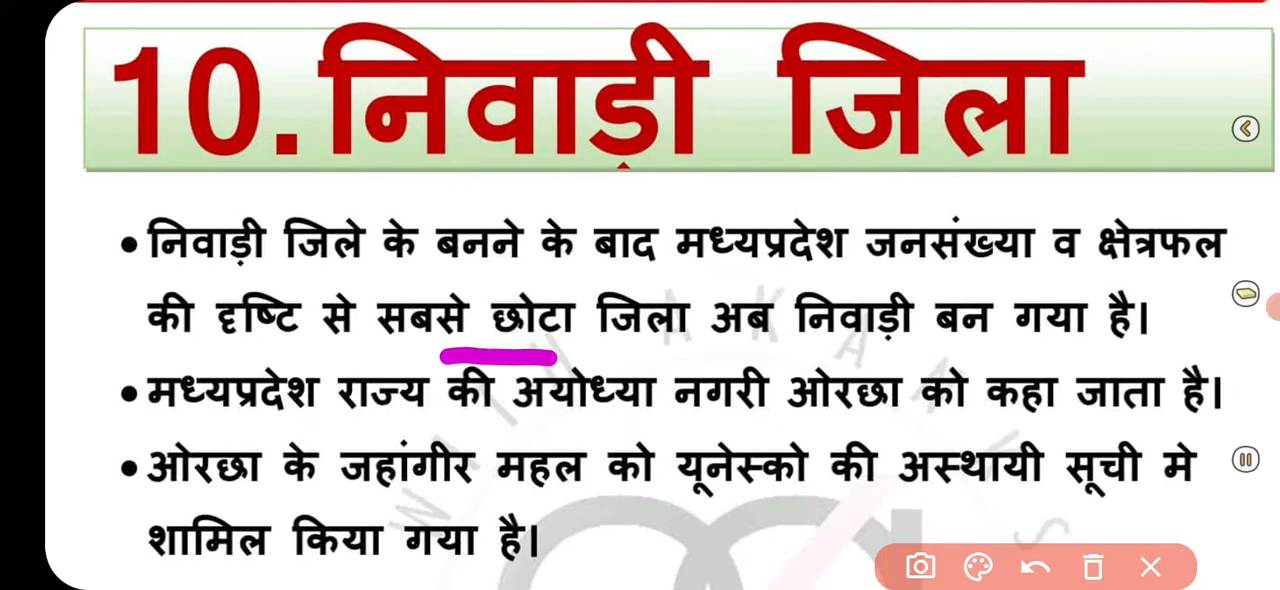 10. निवाड़ी जिला
• निवाड़ी जिले के बनने के बाद मध्यप्रदेश जनसंख्या व क्षेत्रफल
की दृष्टि से सबसे छोटा जिला अब निवाड़ी बन गया है।
• मध्यप्रदेश राज्य की अयोध्या नगरी ओरछा को कहा जाता है।
• ओरछा के जहांगीर महल को यूनेस्को की अस्थायी सूची मे
शामिल किया गया है।